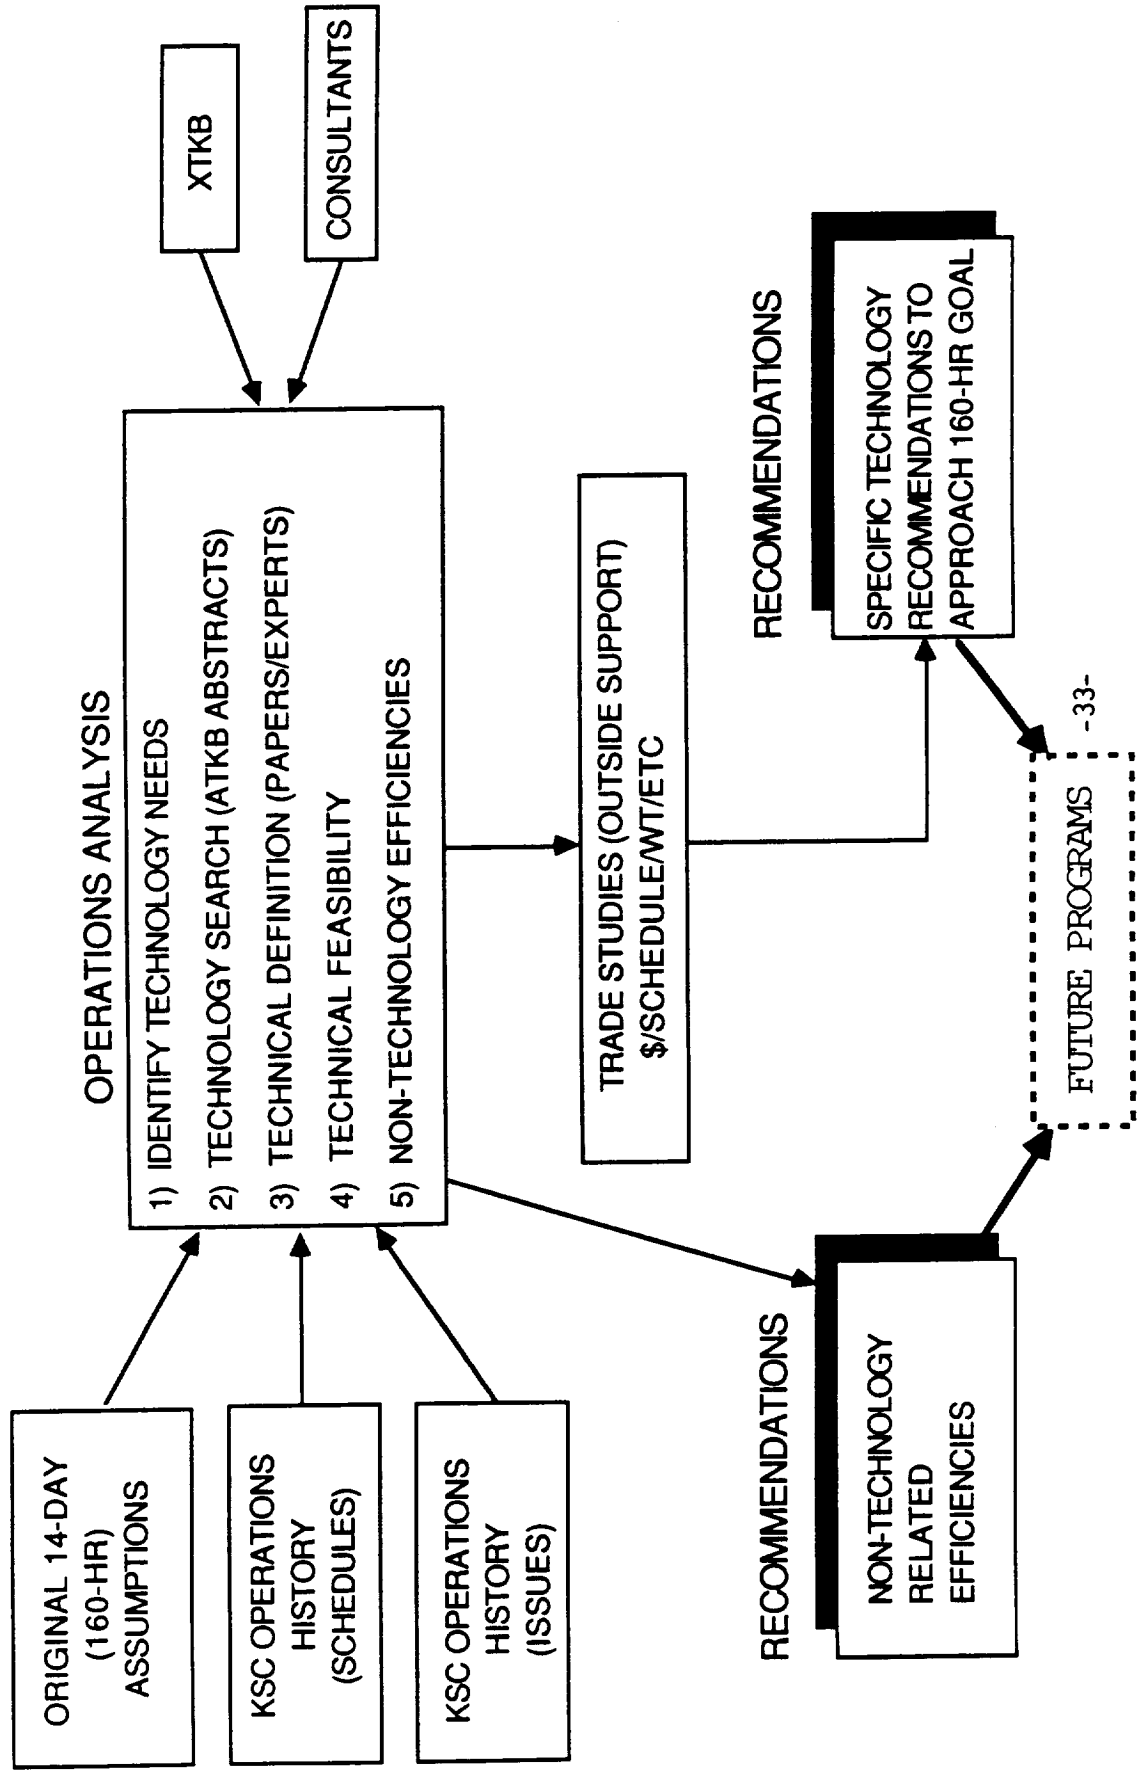 OPERATIONS ANALYSIS
ORIGINAL 14-DAY
(160-HR)
ASSUMPTIONS
KSC OPERATIONS
HISTORY
(SCHEDULES)
KSC OPERATIONS
HISTORY
(ISSUES)
1) IDENTIFY TECHNOLOGY NEEDS
2) TECHNOLOGY SEARCH (ATKB ABSTRACTS)
3) TECHNICAL DEFINITION (PAPERS/EXPERTS)
4) TECHNICAL FEASIBILITY
5) NON-TECHNOLOGY EFFICIENCIES
XTKB
CONSULTANTS
TRADE STUDIES (OUTSIDE SUPPORT)
$/SCHEDULE/WT/ETC
RECOMMENDATIONS
NON-TECHNOLOGY
RELATED
EFFICIENCIES
RECOMMENDATIONS
SPECIFIC TECHNOLOGY
RECOMMENDATIONS TO
APPROACH 160-HR GOAL
FUTURE PROGRAMS
-33-